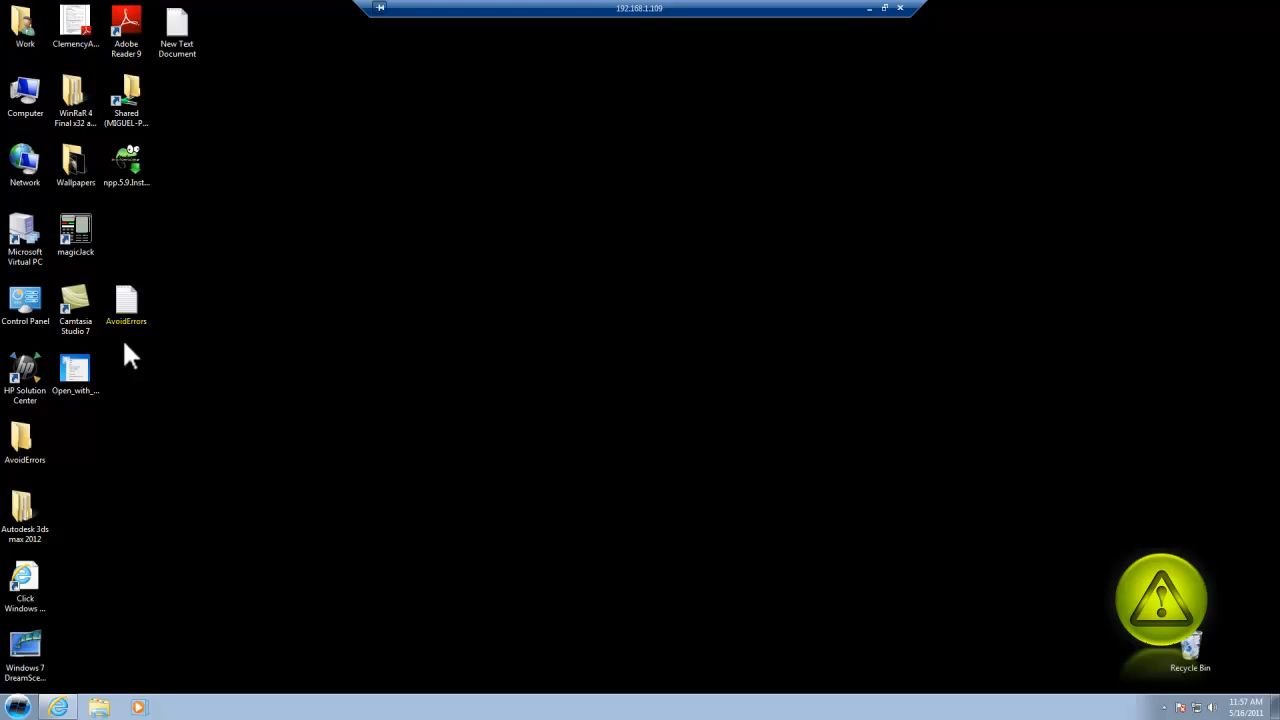 192.168.1.109
Work
ClemencyA...
Adobe
Reader 9
New Text
Document
Computer
WinRaR 4
Final x32 a...
Shared
(MIGUEL-P...
Network
Wallpapers
npp.5.9.Inst...
Microsoft
Virtual PC
magicJack
Control Panel
Camtasia
Studio 7
AvoidErrors
HP Solution
Center
Open_with_...
AvoidErrors
Autodesk 3ds
max 2012
Click
Windows ...
Windows 7
DreamSce...
Recycle Bin
11:57 AM
5/16/2011